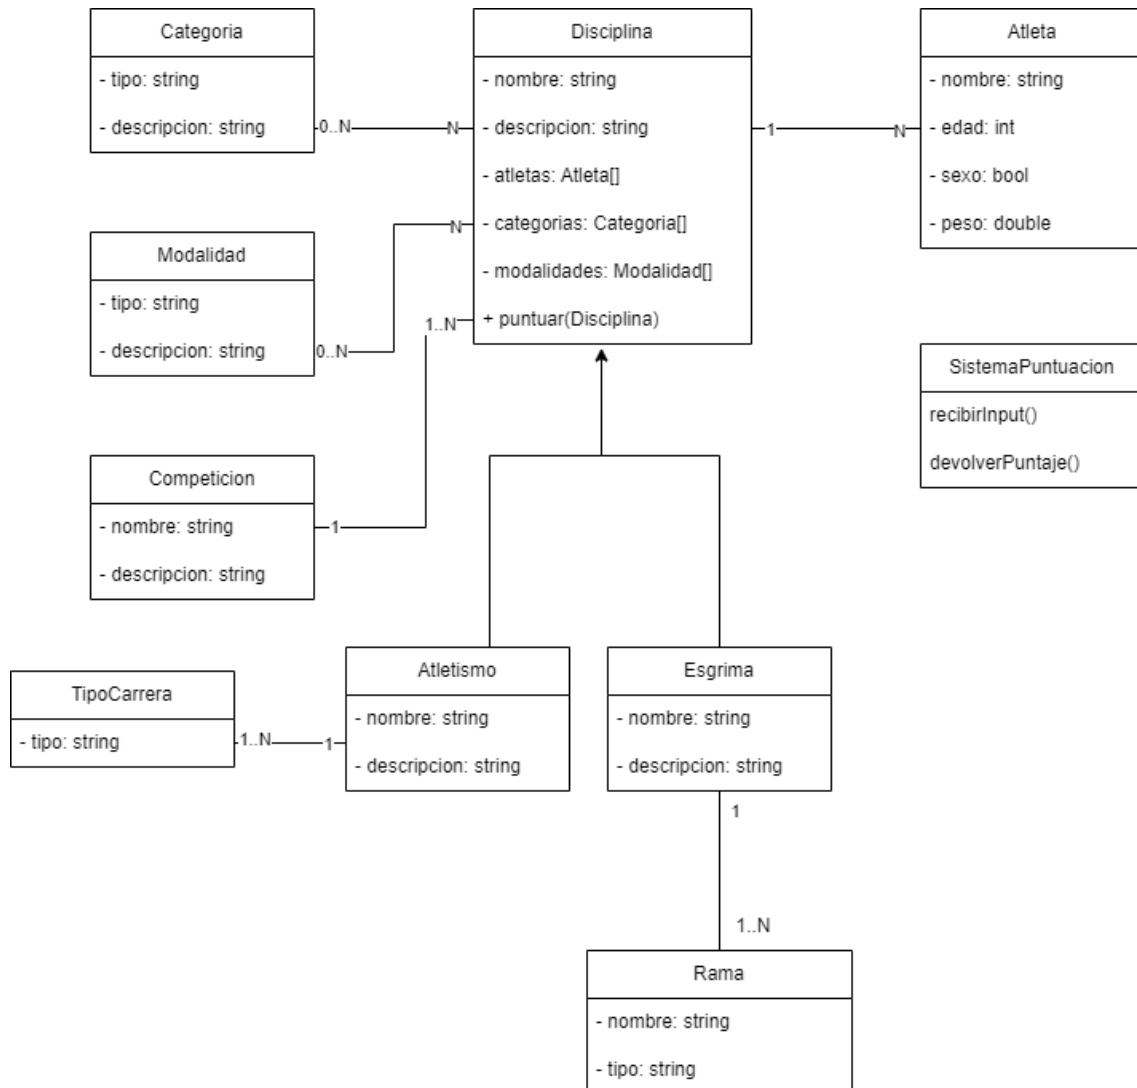 Categoria
- tipo: string
- descripcion: string
0..N
N
Disciplina
- nombre: string
- descripcion: string
- atletas: Atleta[]
- categorias: Categoria[]
- modalidades: Modalidad[]
+ puntuar(Disciplina)
1
N
Atleta
- nombre: string
- edad: int
- sexo: bool
- peso: double
Modalidad
- tipo: string
- descripcion: string
0..N
N
1..N
SistemaPuntuacion
recibirInput()
devolverPuntaje()
Competicion
- nombre: string
- descripcion: string
1
TipoCarrera
- tipo: string
1..N
1
Atletismo
- nombre: string
- descripcion: string
Esgrima
- nombre: string
- descripcion: string
1
1..N
Rama
- nombre: string
- tipo: string